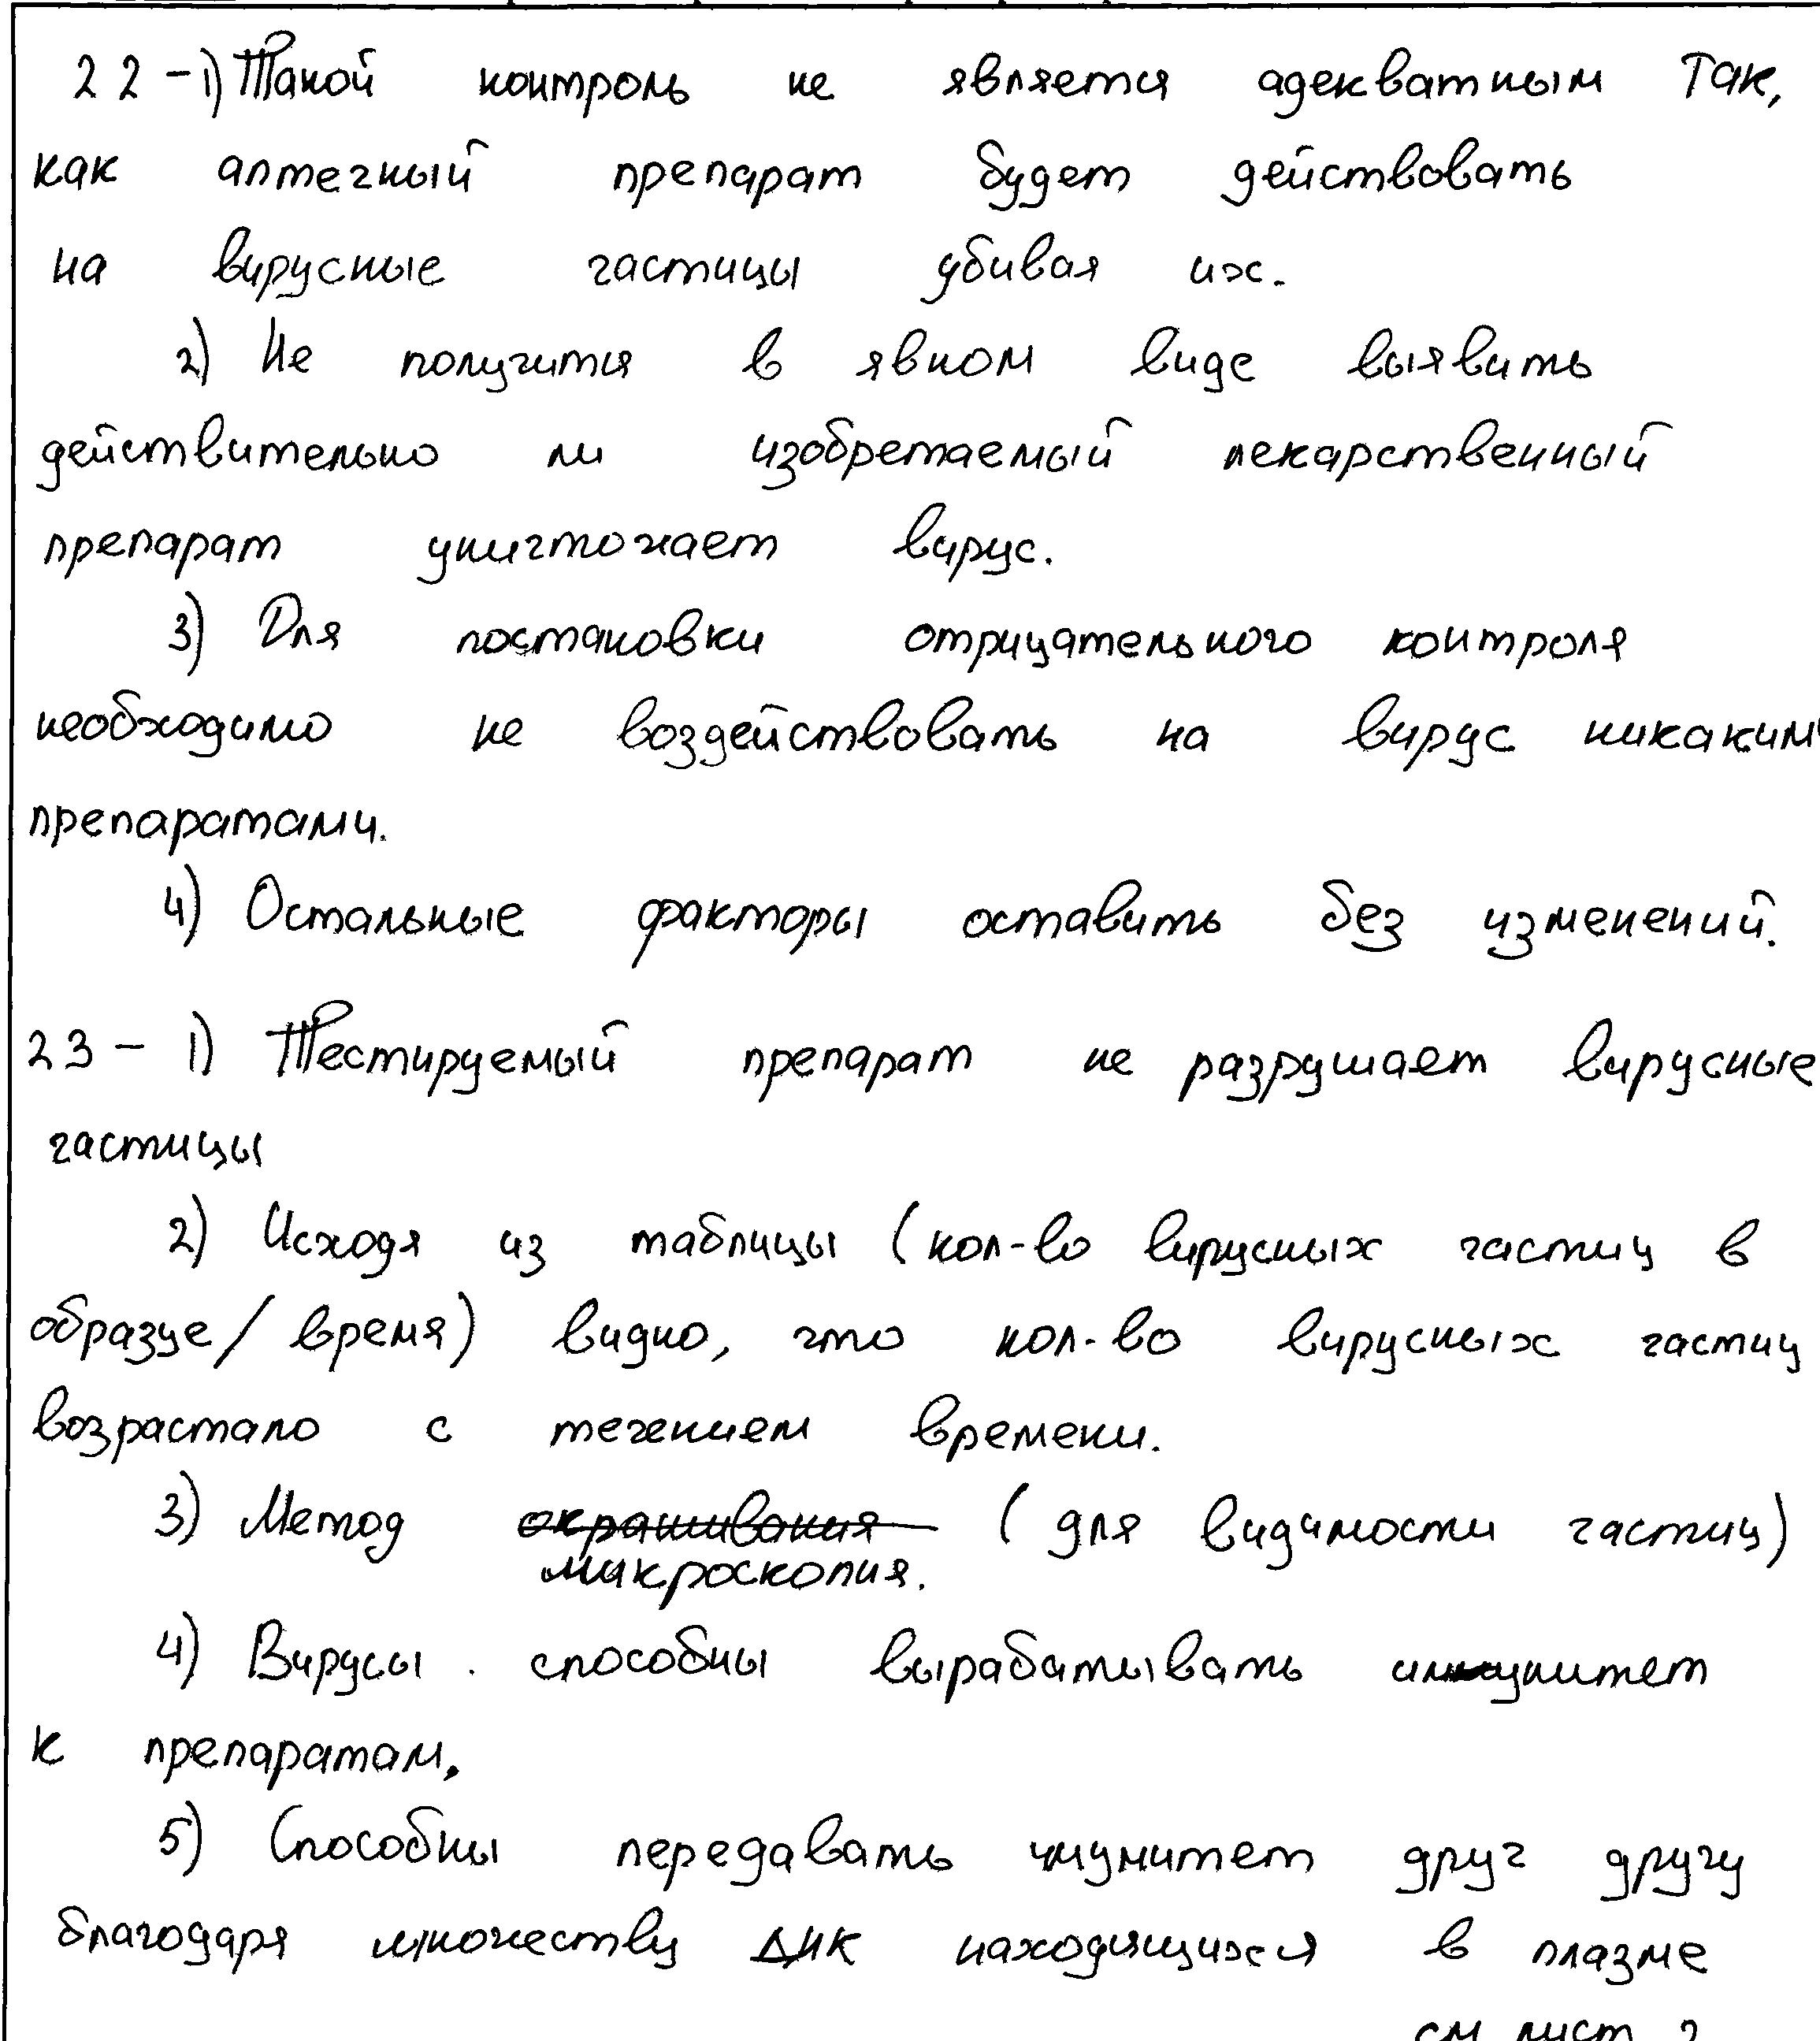 22-1) Такой контроль не является адекватным Так,
как аптечный препарат будет действовать
на вирусные частицы убивая их.
2) Не получится в явном виде выявить
действительно ли изобретаемый лекарственный
препарат уничтожает вирус.
3) Для постановки отрицательного контроля
необходимо не воздействовать на вирус никакими
препаратами.
4) Остальные факторы оставить без изменений.
23- 1) Тестируемый препарат не разрушает вирусные
частицы
2) Исходя из таблицы (кол-во вирусных частиц в
образце/ время) видно, что кол-во вирусных частиц
возрастало с течением времени.
3) Метод окрашивания (для видимости частиц)
микроскопия.
4) Вирусы способны вырабатывать иммунитет
к препаратам.
5) Способны передавать имунитет друг другу
благодаря множеству ДНК находящихся в плазме
см лист 2